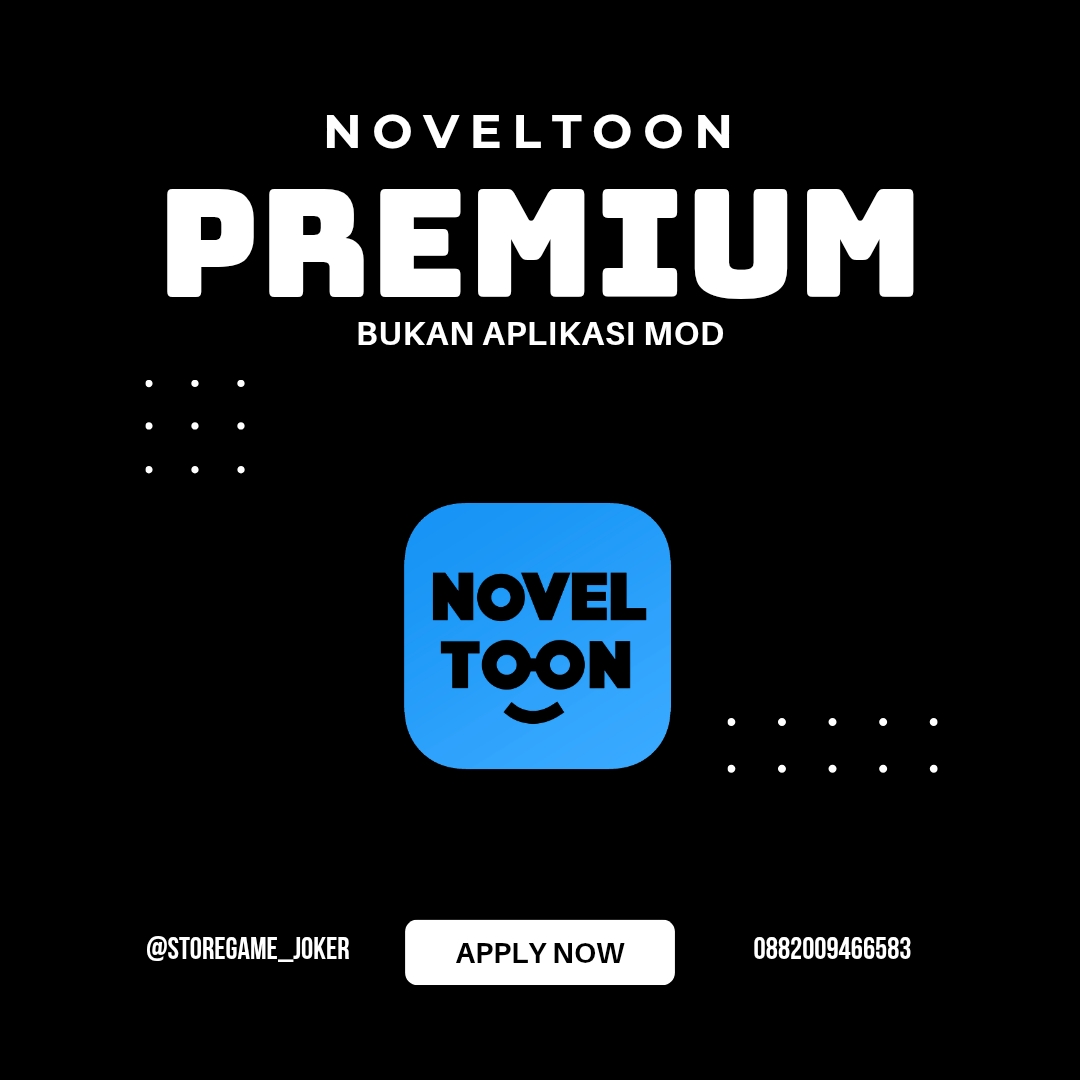 NOVELTOON
PREMIUM
BUKAN APLIKASI MOD
NOVEL
TOON
@STOREGAME_JOKER
APPLY NOW
0882009466583